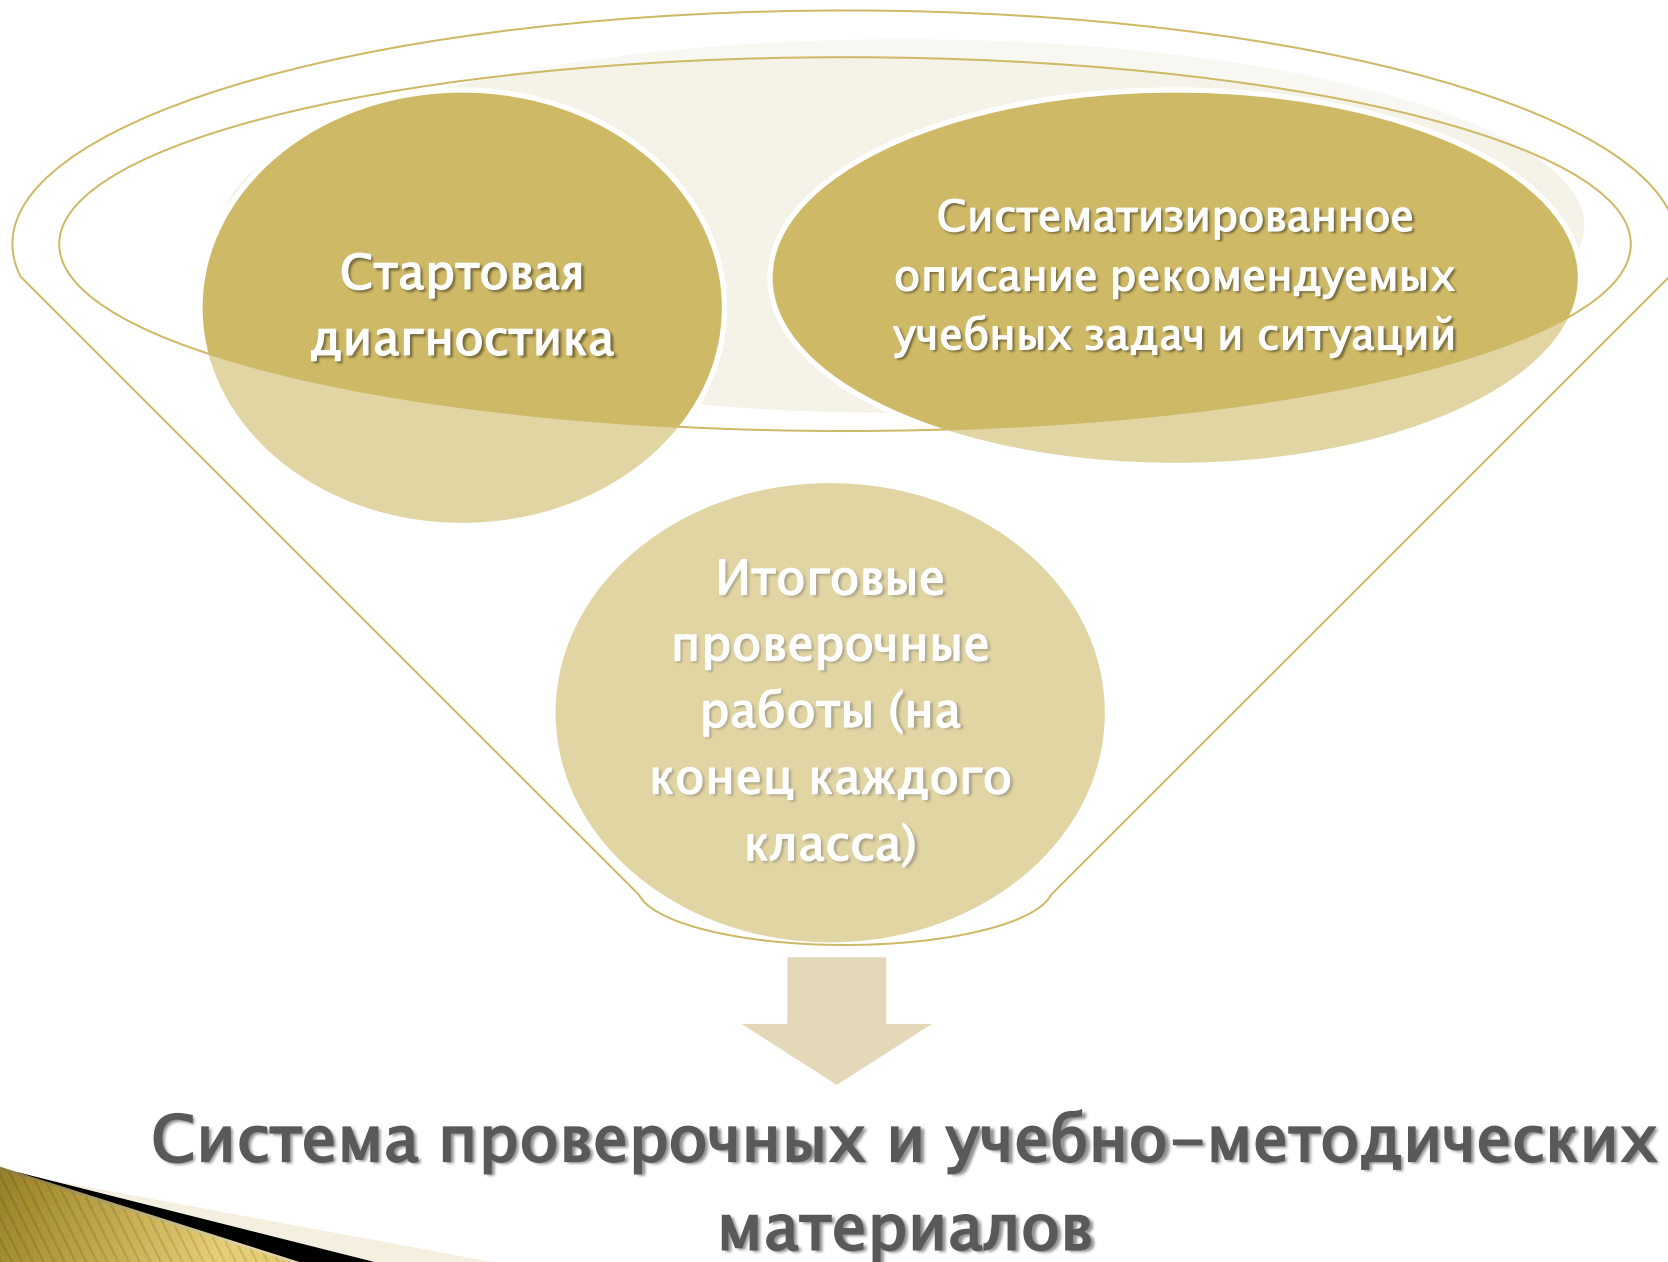 Стартовая
диагностика
Систематизированное
описание рекомендуемых
учебных задач и ситуаций
Итоговые
проверочные
работы (на
конец каждого
класса)
Система проверочных и учебно-методических
материалов